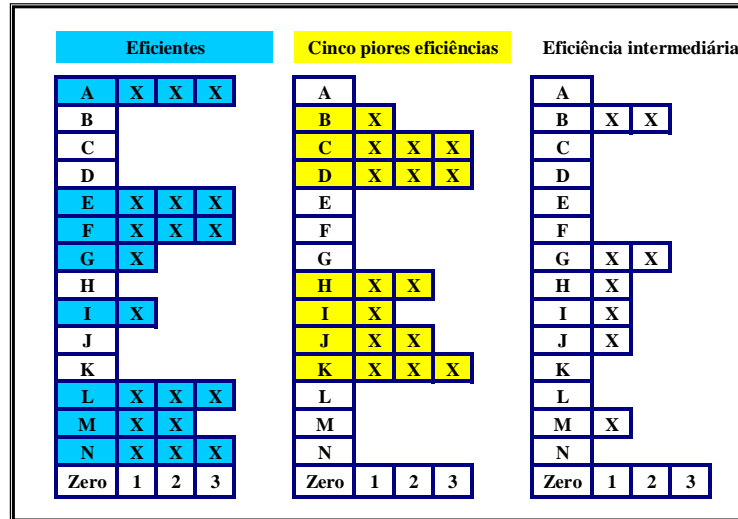 Eficientes Cinco piores eficiências Eficiência intermediária
A X X X A A
B B X B X X
C C X X X C
D D X X X D
E X X X E E
F X X X F F
G X G G X X
H H X X H X
I X I X I X
J J X X J X
K K X X X K
L X X X L L
M X X M M X
N X X X N N
Zero 1 2 3 Zero 1 2 3 Zero 1 2 3